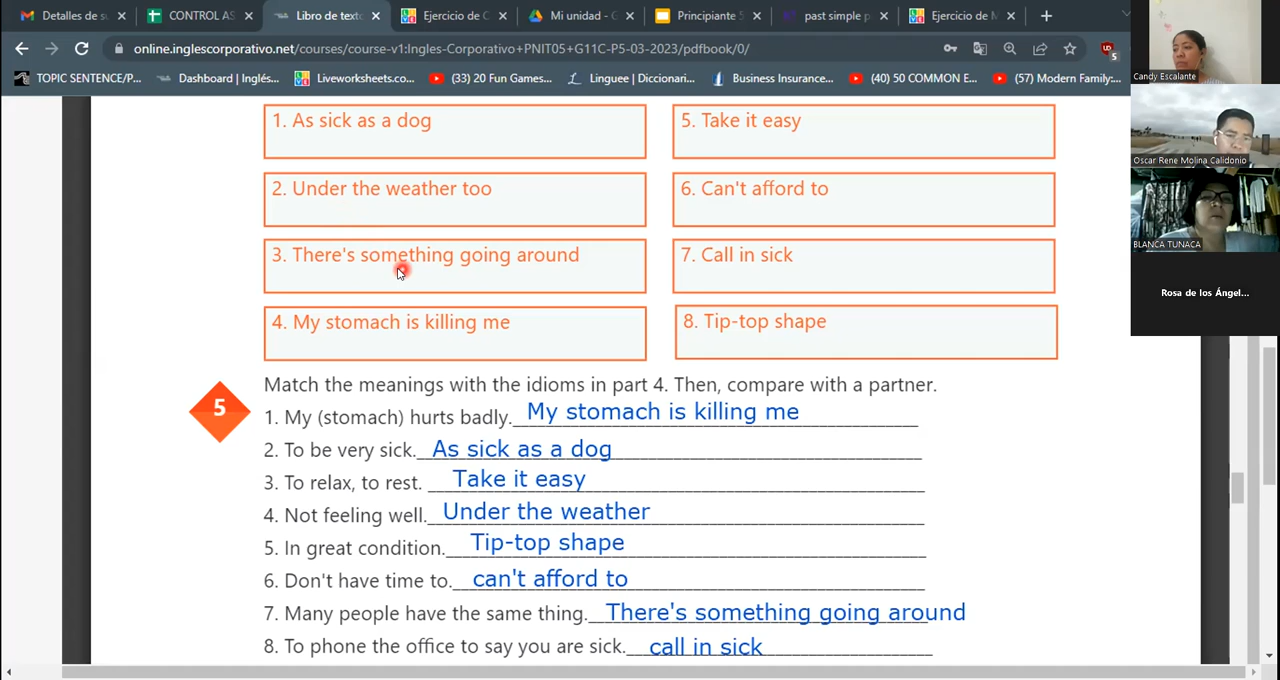 Detalles de su
CONTROL AS
Libro de texto
Ejercicio de C
Mi unidad - G
Principiante 5
past simple p
Ejercicio de M
online.inglescorporativo.net/courses/course-v1:Ingles-Corporativo+PNIT05+G11C-P5-03-2023/pdfbook/0/
TOPIC SENTENCE/P...
Dashboard | Inglés...
Liveworksheets.co...
(33) 20 Fun Games...
Linguee | Diccionari...
Business Insurance...
(40) 50 COMMON E...
(57) Modern Family:...
5
Candy Escalante
Oscar Rene Molina Calidonio
BLANCA TUNACA
Rosa de los Ángel...
1. As sick as a dog
5. Take it easy
2. Under the weather too
6. Can't afford to
3. There's something going around
7. Call in sick
4. My stomach is killing me
8. Tip-top shape
5
Match the meanings with the idioms in part 4. Then, compare with a partner.
1. My (stomach) hurts badly. My stomach is killing me
2. To be very sick. As sick as a dog
3. To relax, to rest. Take it easy
4. Not feeling well. Under the weather
5. In great condition. Tip-top shape
6. Don't have time to. can't afford to
7. Many people have the same thing. There's something going around
8. To phone the office to say you are sick. call in sick